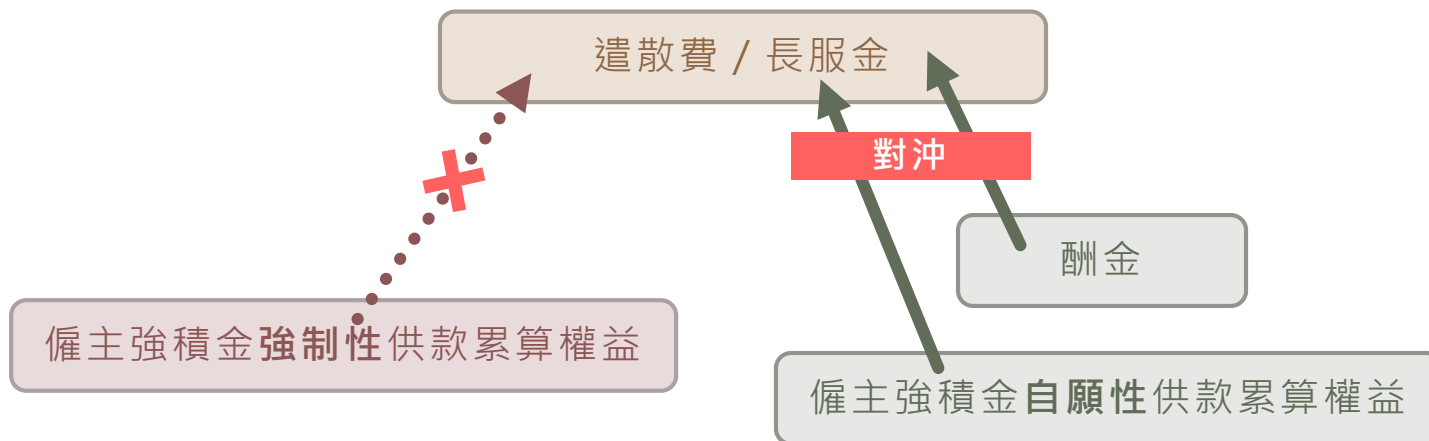 遣散費 / 長服金
對沖
酬金
僱主強積金強制性供款累算權益
僱主強積金自願性供款累算權益